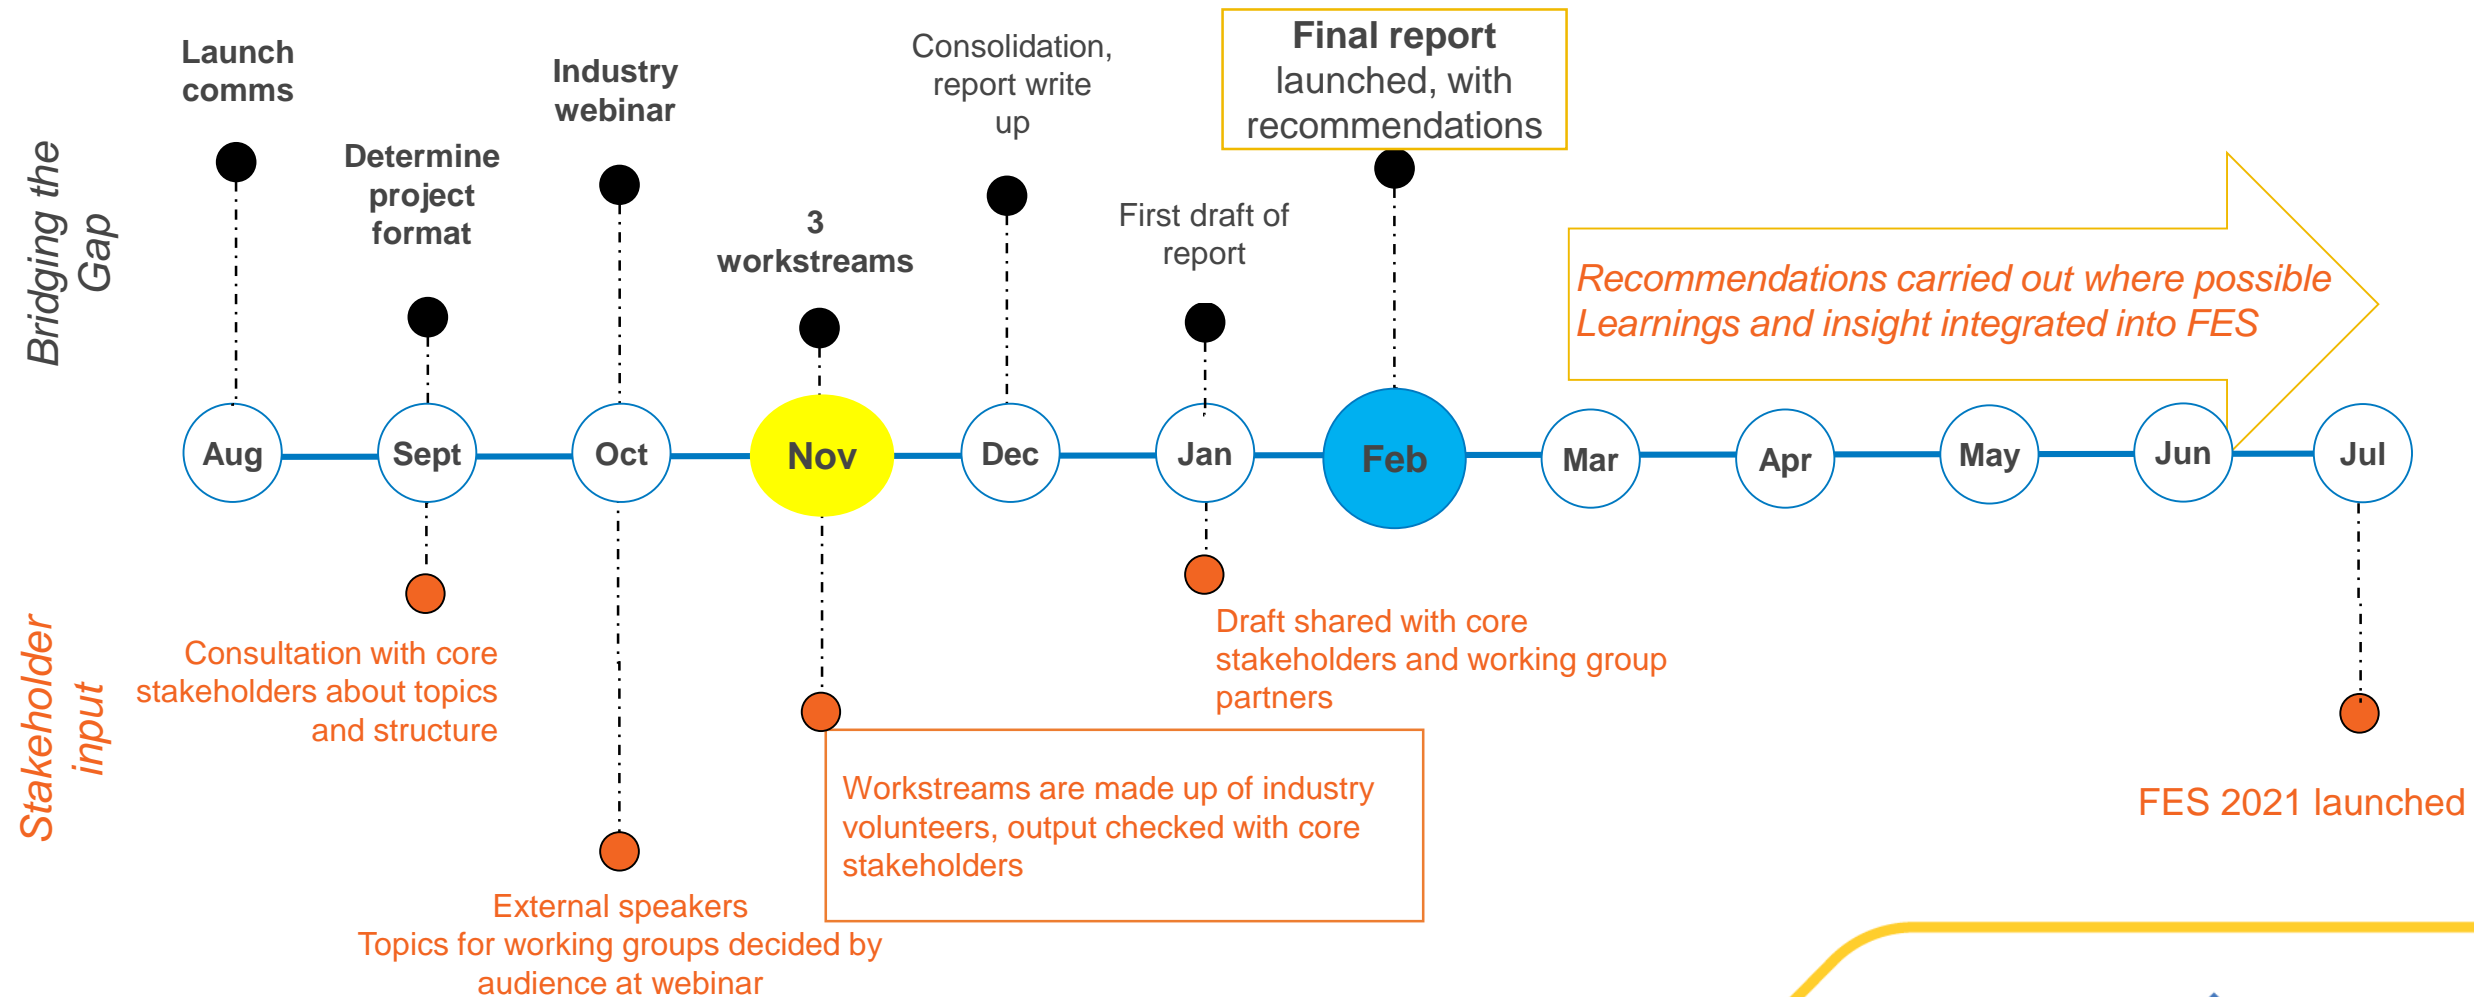 Bridging the
Gap
Launch
comms
Determine
project
format
Industry
webinar
3
workstreams
Consolidation,
report write
up
First draft of
report
Final report
launched, with
recommendations
Recommendations carried out where possible
Learnings and insight integrated into FES
Aug
Sept
Oct
Nov
Dec
Jan
Feb
Mar
Apr
May
Jun
Jul
Stakeholder
input
Consultation with core
stakeholders about topics
and structure
External speakers
Topics for working groups decided by
audience at webinar
Workstreams are made up of industry
volunteers, output checked with core
stakeholders
Draft shared with core
stakeholders and working group
partners
FES 2021 launched